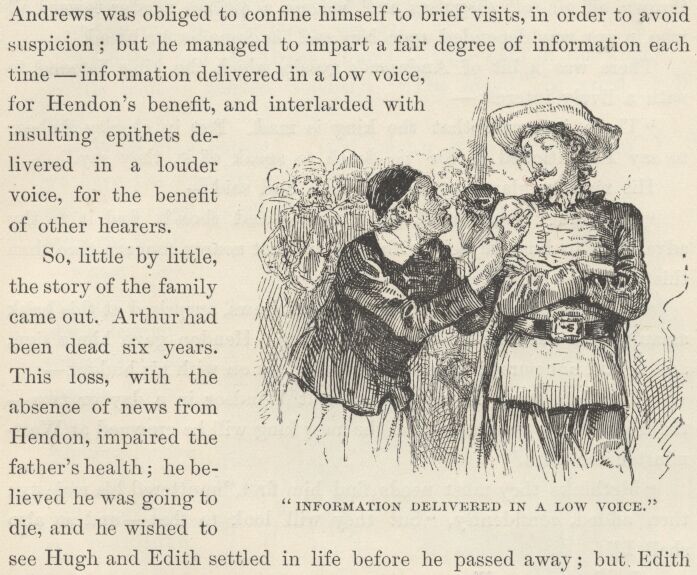 Andrews was obliged to confine himself to brief visits, in order to avoid
suspicion; but he managed to impart a fair degree of information each
time — information delivered in a low voice,
for Hendon's benefit, and interlarded with
insulting epithets de-
livered in a louder
voice, for the benefit
of other hearers.
So, little by little,
the story of the family
came out. Arthur had
been dead six years.
This loss, with the
absence of news from
Hendon, impaired the
father's health; he be-
lieved he was going to
die, and he wished to
see Hugh and Edith settled in life before he passed away; but Edith
"INFORMATION DELIVERED IN A LOW VOICE."